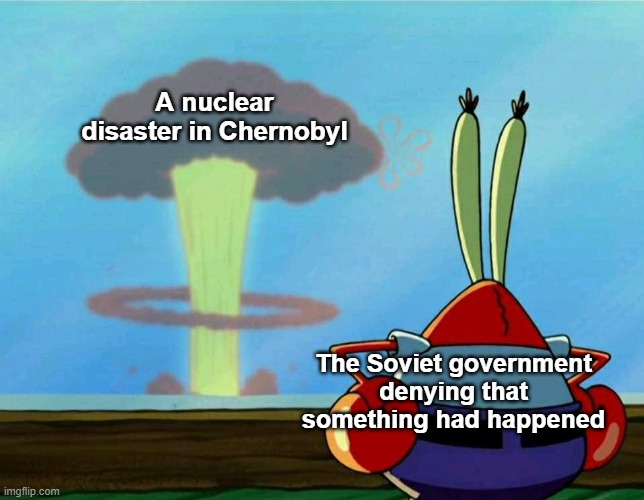 A nuclear
disaster in Chernobyl
The Soviet government
denying that
something had happened
imgflip.com